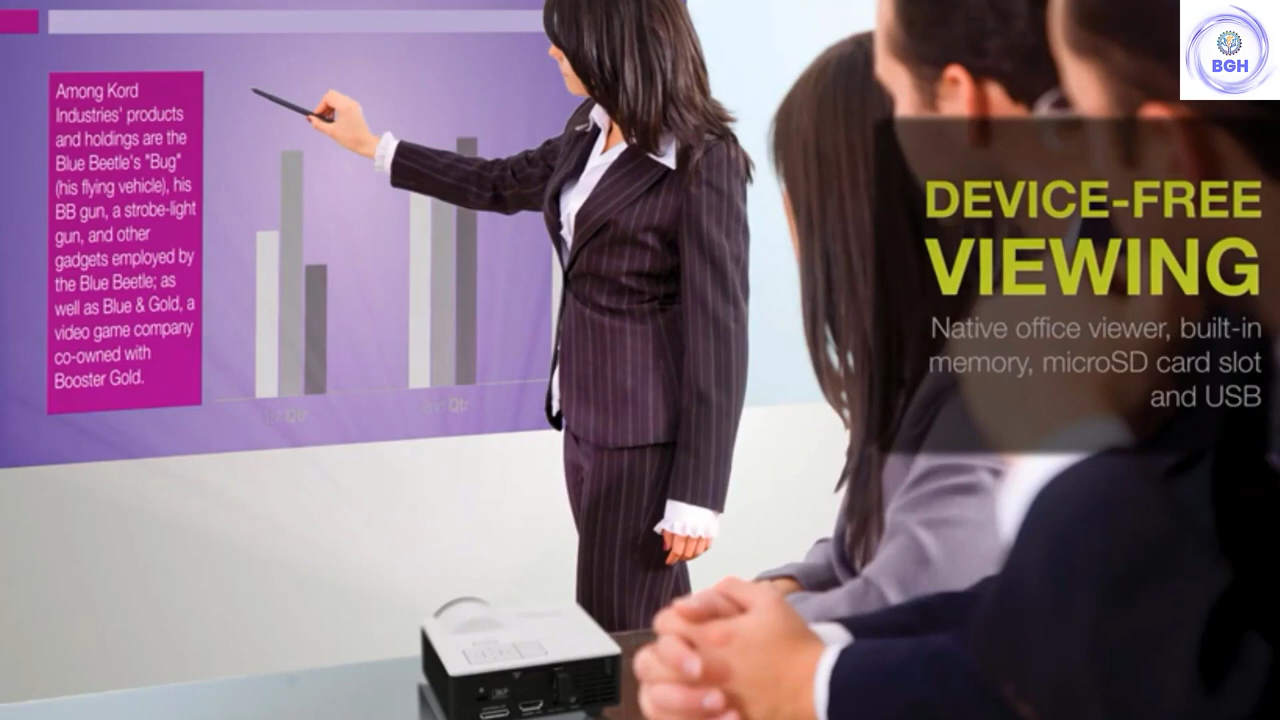 Among Kord
Industries' products
and holdings are the
Blue Beetle's "Bug"
(his flying vehicle), his
BB gun, a strobe-light
gun, and other
gadgets employed by
the Blue Beetle; as
well as Blue & Gold, a
video game company
co-owned with
Booster Gold.
Qtr
Qtr
BGH
DEVICE-FREE
VIEWING
Native office viewer, built-in
memory, microSD card slot
and USB